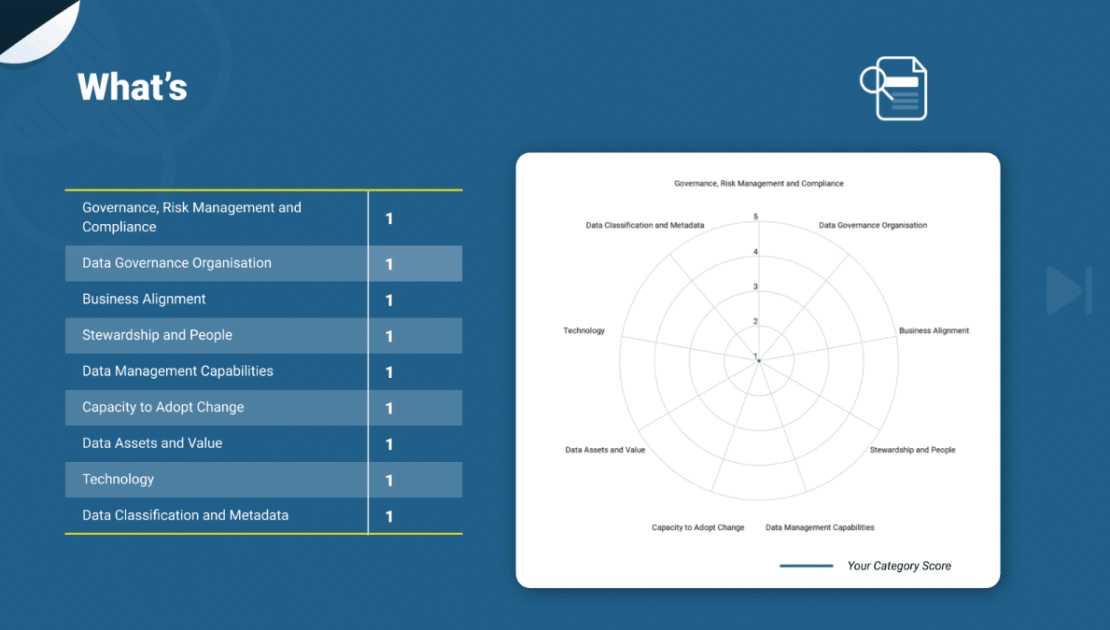 What's
Governance, Risk Management and
Compliance
1
Data Governance Organisation
1
Business Alignment
1
Stewardship and People
1
Data Management Capabilities
1
Capacity to Adopt Change
1
Data Assets and Value
1
Technology
1
Data Classification and Metadata
1
Governance, Risk Management and Compliance
Data Classification and Metadata
5
Data Governance Organisation
4
3
2
Technology
Business Alignment
1
Data Assets and Value
Stewardship and People
Capacity to Adopt Change
Data Management Capabilities
Your Category Score